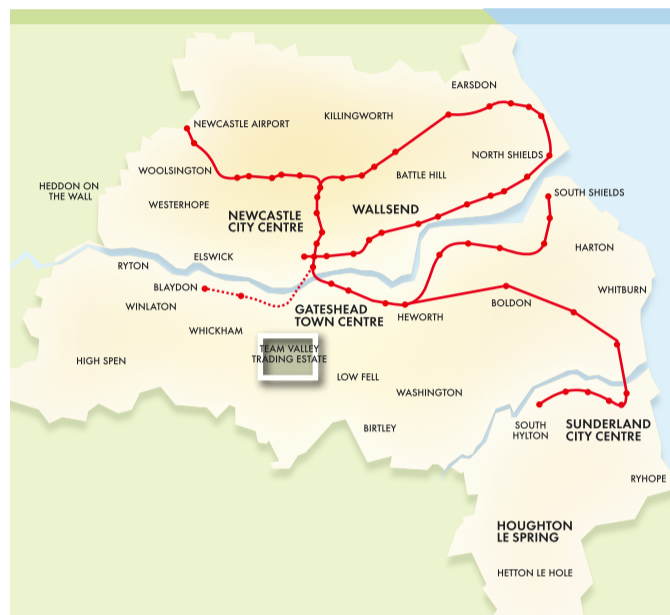 EARSDON
KILLINGWORTH
NEWCASTLE AIRPORT
NORTH SHIELDS
WOOLSINGTON
BATTLE HILL
HEDDON ON
THE WALL
SOUTH SHIELDS
WESTERHOPE
WALLSEND
NEWCASTLE
CITY CENTRE
HARTON
ELSWICK
RYTON
BLAYDON
WHITBURN
WINLATON
BOLDON
GATESHEAD
TOWN CENTRE
HEWORTH
WHICKHAM
TEAM VALLEY
TRADING ESTATE
HIGH SPEN
LOW FELL
WASHINGTON
BIRTLEY
SOUTH
HYLTON
SUNDERLAND
CITY CENTRE
RYHOPE
HOUGHTON
LE SPRING
HETTON LE HOLE